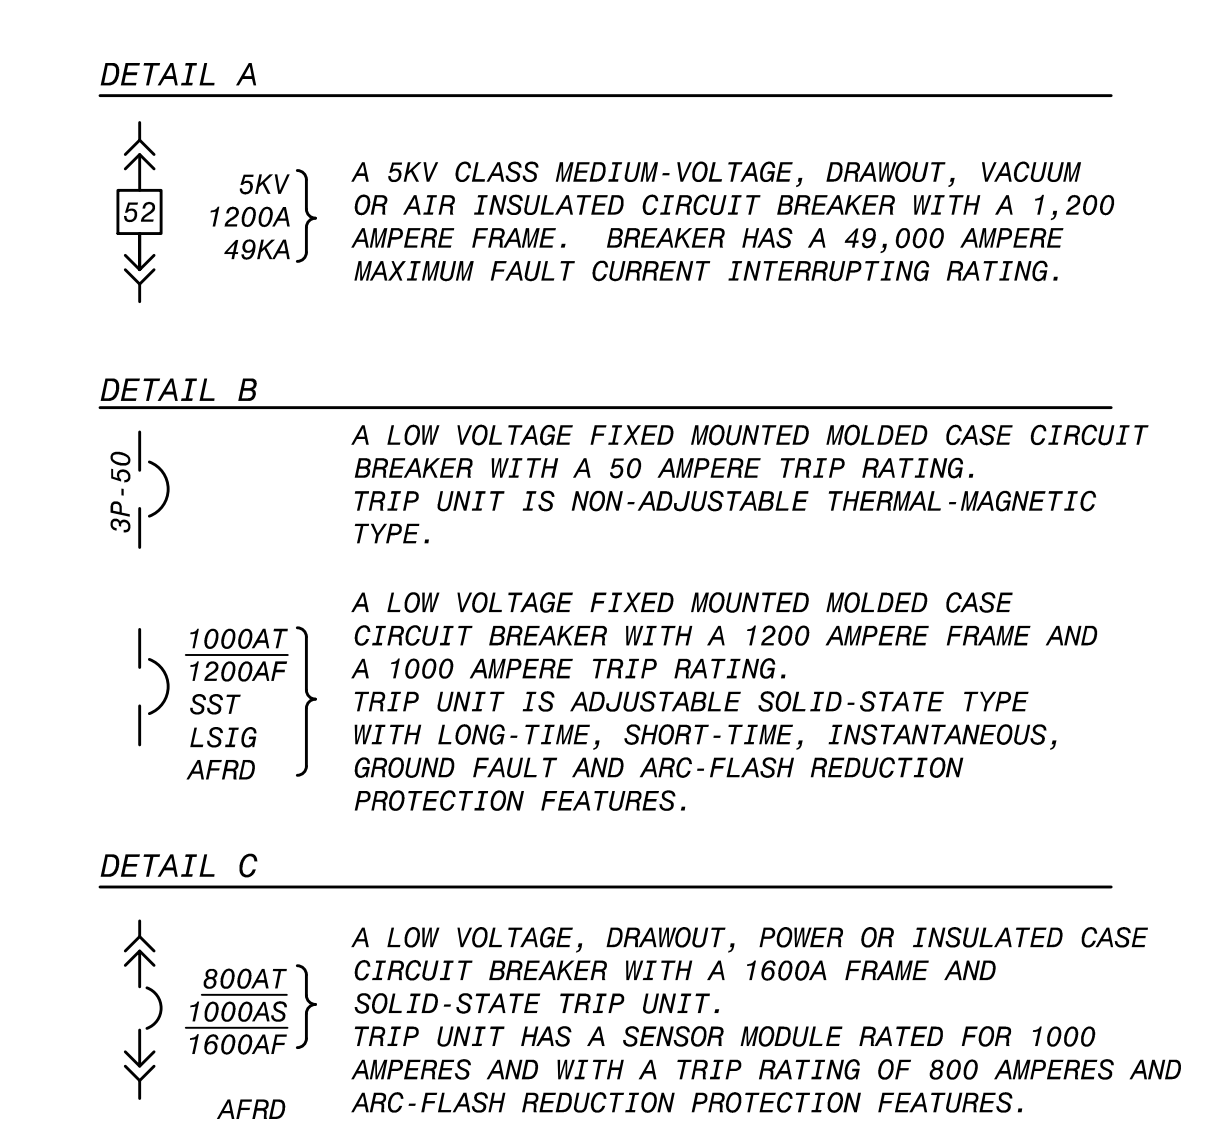 DETAIL A
52
5KV
1200A
49KA
A 5KV CLASS MEDIUM-VOLTAGE, DRAWOUT, VACUUM
OR AIR INSULATED CIRCUIT BREAKER WITH A 1,200
AMPERE FRAME. BREAKER HAS A 49,000 AMPERE
MAXIMUM FAULT CURRENT INTERRUPTING RATING.
DETAIL B
3P-50
A LOW VOLTAGE FIXED MOUNTED MOLDED CASE CIRCUIT
BREAKER WITH A 50 AMPERE TRIP RATING.
TRIP UNIT IS NON-ADJUSTABLE THERMAL-MAGNETIC
TYPE.
1000AT
1200AF
SST
LSIG
AFRD
A LOW VOLTAGE FIXED MOUNTED MOLDED CASE
CIRCUIT BREAKER WITH A 1200 AMPERE FRAME AND
A 1000 AMPERE TRIP RATING.
TRIP UNIT IS ADJUSTABLE SOLID-STATE TYPE
WITH LONG-TIME, SHORT-TIME, INSTANTANEOUS,
GROUND FAULT AND ARC-FLASH REDUCTION
PROTECTION FEATURES.
DETAIL C
800AT
1000AS
1600AF
AFRD
A LOW VOLTAGE, DRAWOUT, POWER OR INSULATED CASE
CIRCUIT BREAKER WITH A 1600A FRAME AND
SOLID-STATE TRIP UNIT.
TRIP UNIT HAS A SENSOR MODULE RATED FOR 1000
AMPERES AND WITH A TRIP RATING OF 800 AMPERES AND
ARC-FLASH REDUCTION PROTECTION FEATURES.